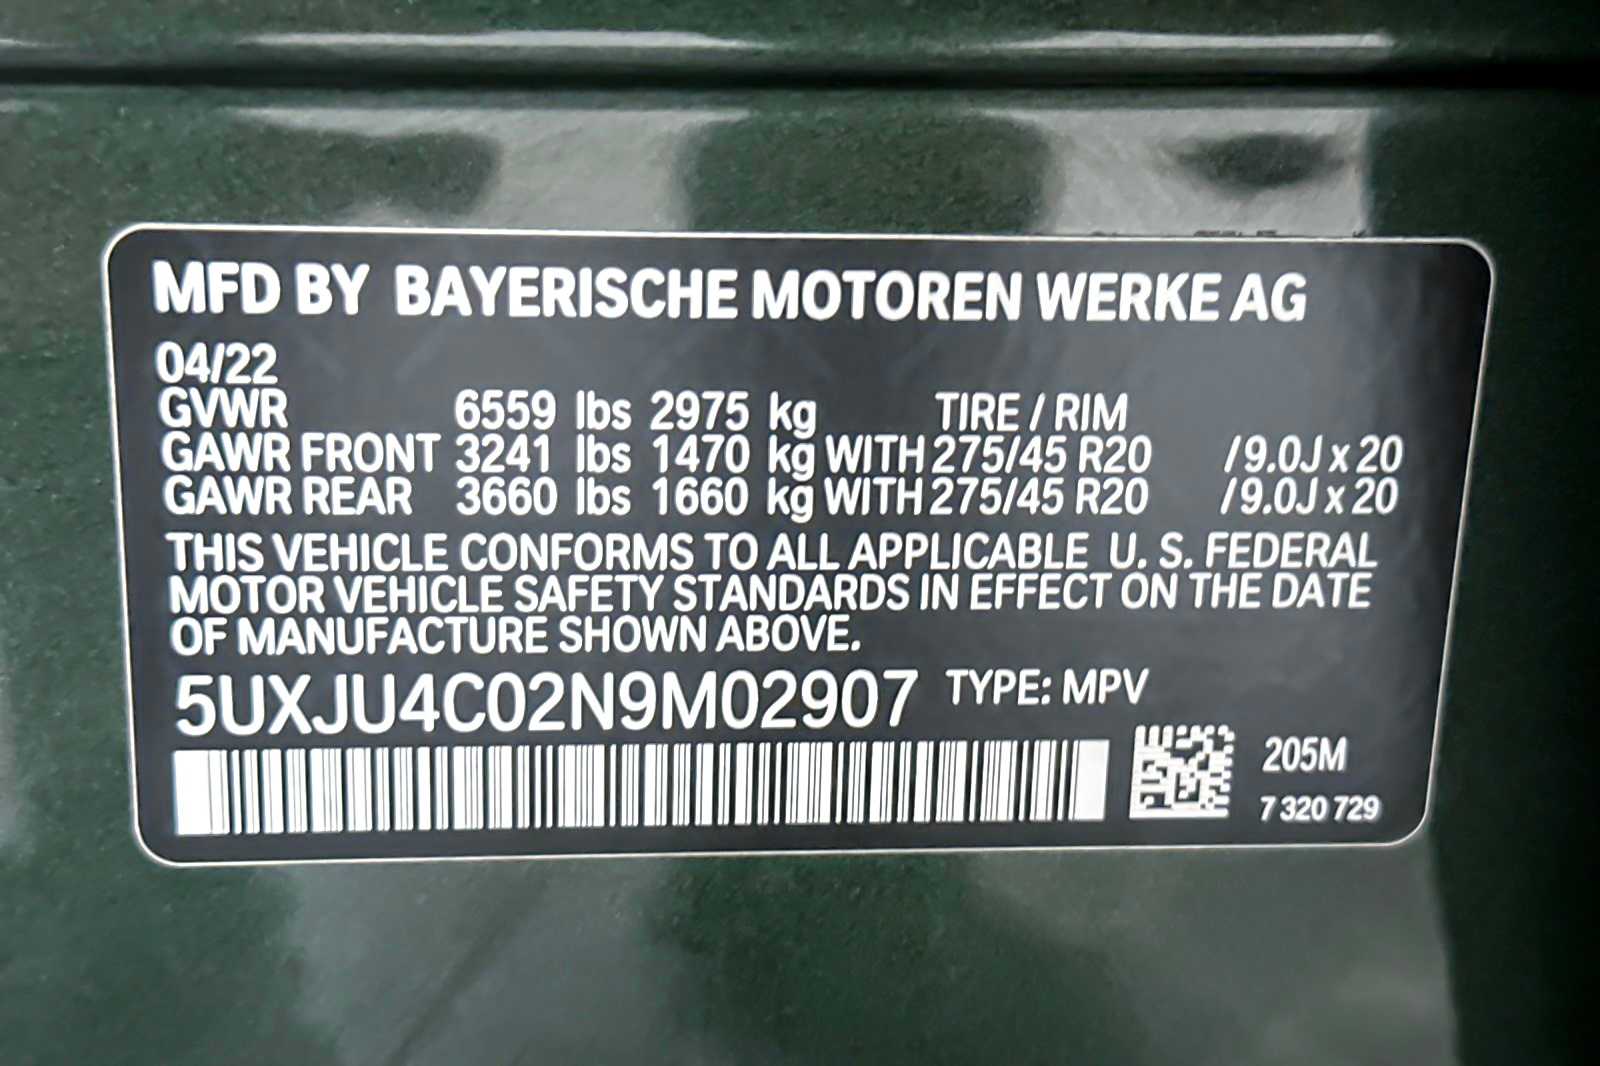 MFD BY BAYERISCHE MOTOREN WERKE AG
04/22
GVWR 6559 lbs 2975 kg TIRE / RIM
GAWR FRONT 3241 lbs 1470 kg WITH 275/45 R20 /9.0J x 20
GAWR REAR 3660 lbs 1660 kg WITH 275/45 R20 /9.0J x 20
THIS VEHICLE CONFORMS TO ALL APPLICABLE U. S. FEDERAL
MOTOR VEHICLE SAFETY STANDARDS IN EFFECT ON THE DATE
OF MANUFACTURE SHOWN ABOVE.
5UXJU4C02N9M02907 TYPE: MPV
205M
7 320 729